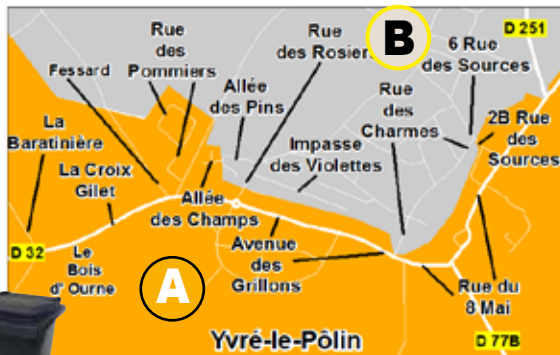 Rue
des
Pommiers
Fessard
Rue
des Rosiers
B
6 Rue
des Sources
D 251
Allée
des Pins
Rue
des
Charmes
2B Rue
des
Sources
La
Baratinière
La Croix
Gilet
Impasse
des Violettes
Allée
des Champs
D 32
Le
Bois
d' Ourne
A
Avenue
des
Grillons
Rue du
8 Mai
Yvré-le-Pôlin
D 77B